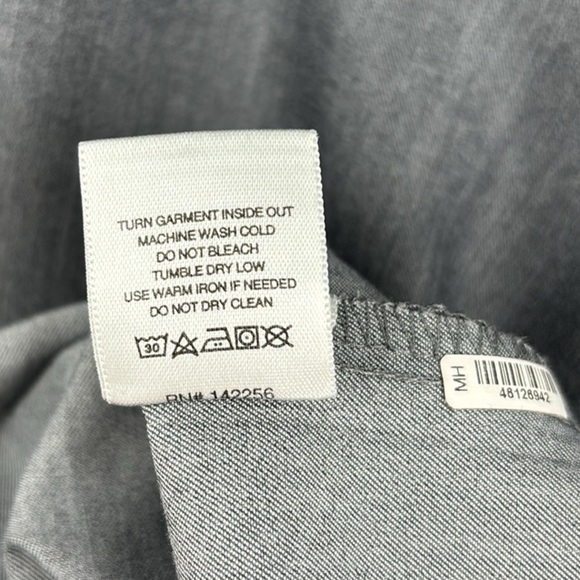 TURN GARMENT INSIDE OUT
MACHINE WASH COLD
DO NOT BLEACH
TUMBLE DRY LOW
USE WARM IRON IF NEEDED
DO NOT DRY CLEAN
30
RN# 142256
MH
46126942